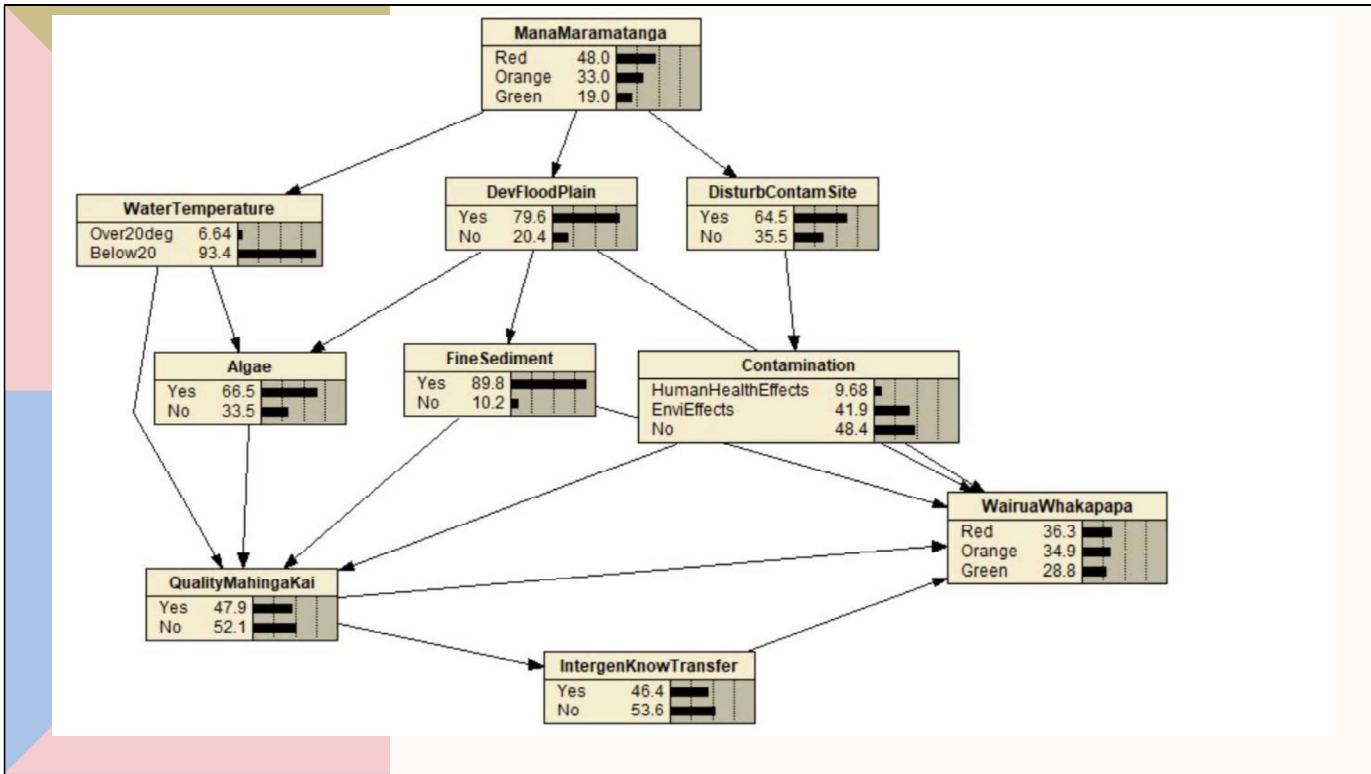 ManaMaramatanga
Red 48.0
Orange 33.0
Green 19.0
WaterTemperature
Over20deg 6.64
Below20 93.4
DevFloodPlain
Yes 79.6
No 20.4
DisturbContamSite
Yes 64.5
No 35.5
Algae
Yes 66.5
No 33.5
FineSediment
Yes 89.8
No 10.2
Contamination
HumanHealthEffects 9.68
EnviEffects 41.9
No 48.4
WairuaWhakapapa
Red 36.3
Orange 34.9
Green 28.8
QualityMahingaKai
Yes 47.9
No 52.1
IntergenKnowTransfer
Yes 46.4
No 53.6